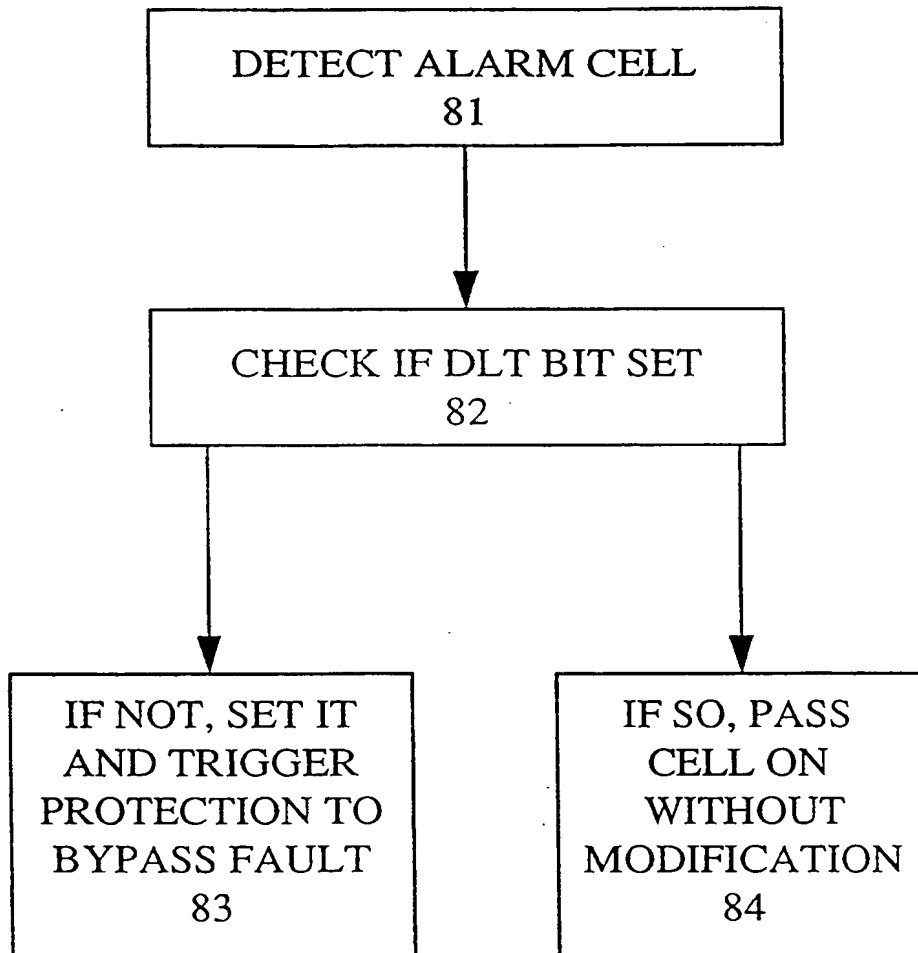 DETECT ALARM CELL
81
CHECK IF DLT BIT SET
82
IF NOT, SET IT
AND TRIGGER
PROTECTION TO
BYPASS FAULT
83
IF SO, PASS
CELL ON
WITHOUT
MODIFICATION
84